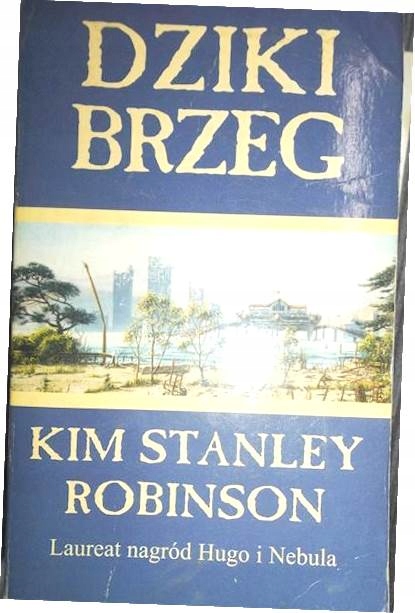 DZIKI
BRZEG
KIM STANLEY
ROBINSON
Laureat nagród Hugo i Nebula